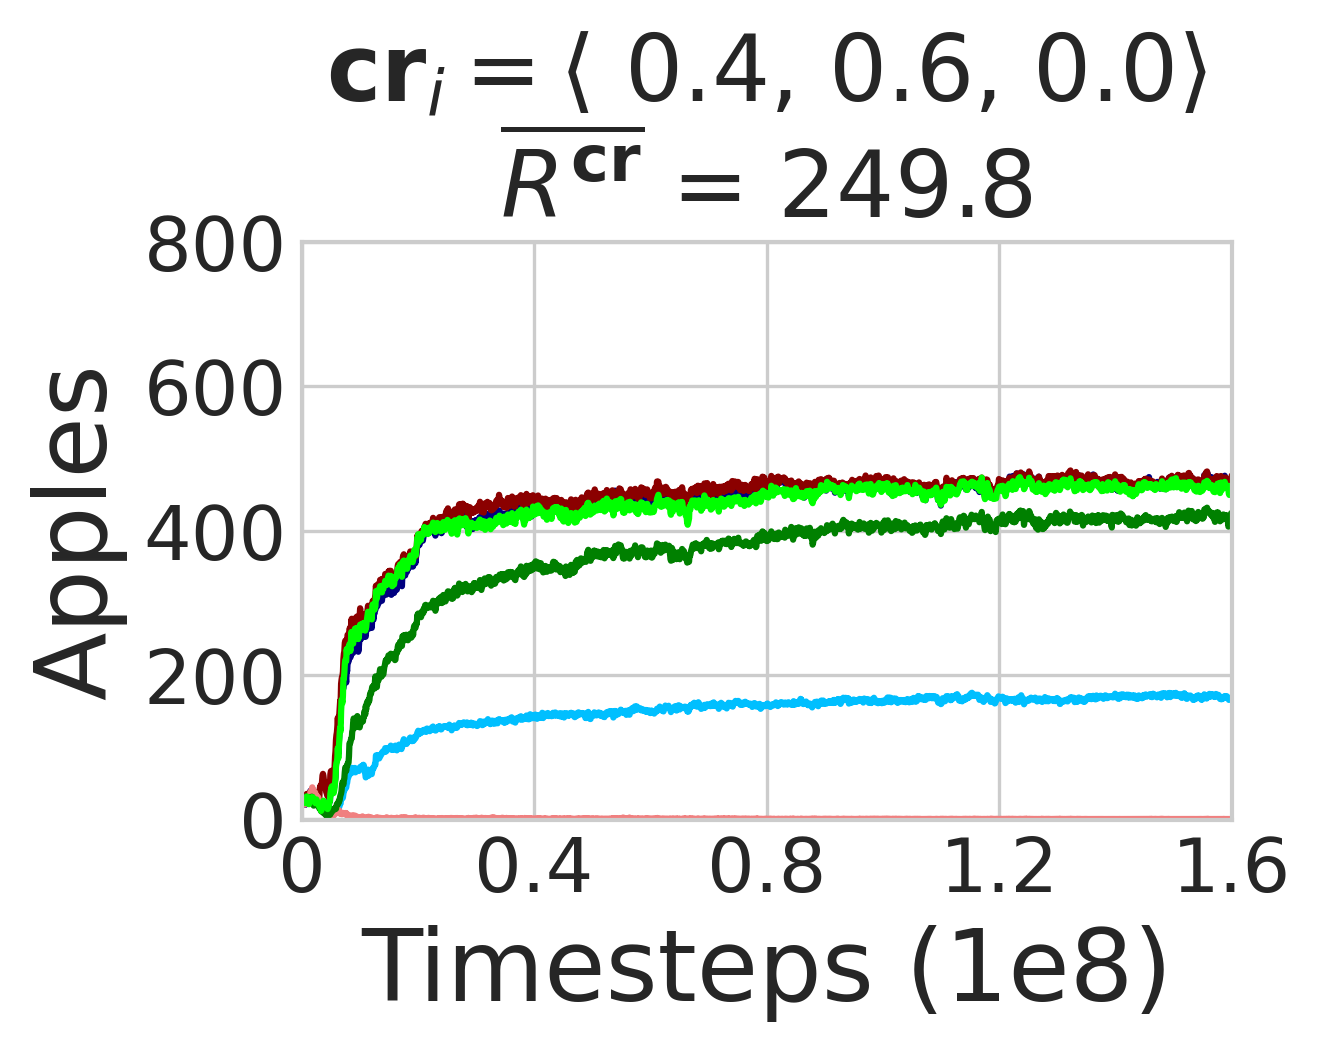 cr_i = ⟨ 0.4, 0.6, 0.0⟩
\overline{R^{cr}} = 249.8
800
600
400
200
0
Apples
0 0.4 0.8 1.2 1.6
Timesteps (1e8)